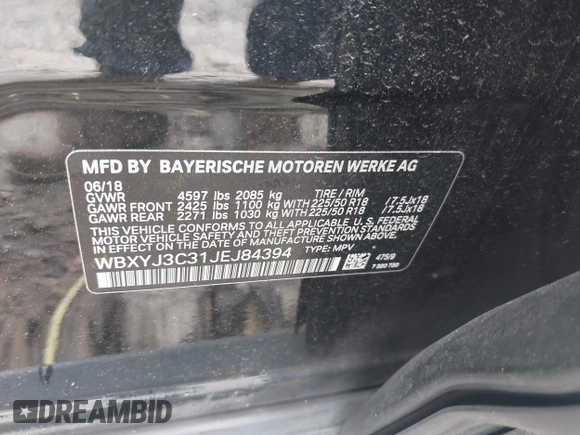 MFD BY BAYERISCHE MOTOREN WERKE AG
06/18
GVWR 4597 lbs 2085 kg TIRE / RIM
GAWR FRONT 2425 lbs 1100 kg WITH 225/50 R18 / 7.5Jx18
GAWR REAR 2271 lbs 1030 kg WITH 225/50 R18 / 7.5Jx18
THIS VEHICLE CONFORMS TO ALL APPLICABLE U.S. FEDERAL
MOTOR VEHICLE SAFETY, BUMPER, AND THEFT PREVENTION STANDARDS
IN EFFECT ON THE DATE OF MANUFACTURE SHOWN ABOVE.
WBXYJ3C31JEJ84394 TYPE: MPV
475/9
DREAMBID